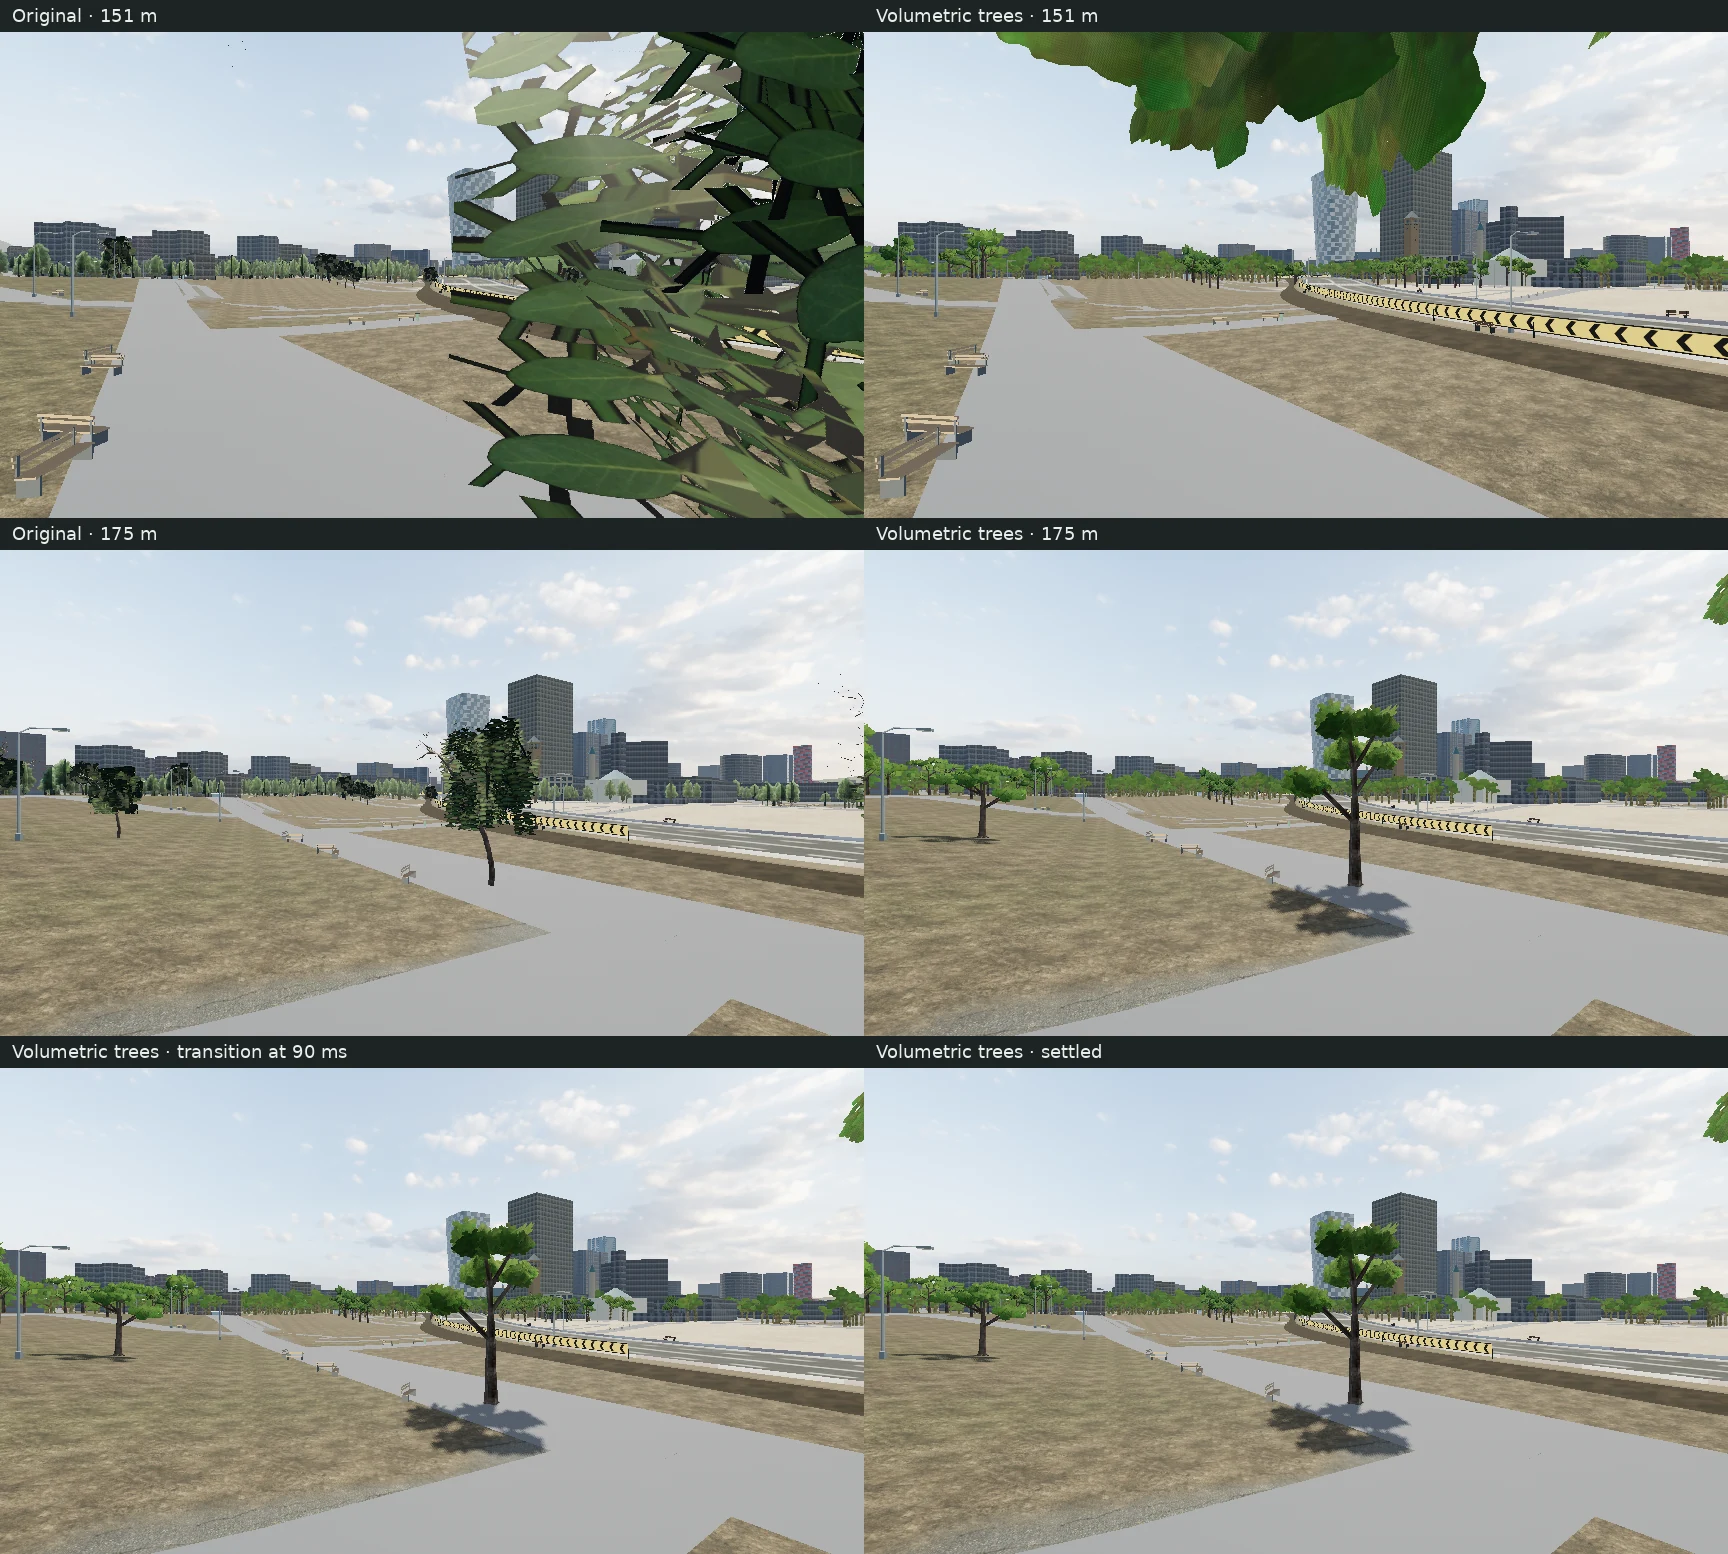 Original · 151 m
Volumetric trees · 151 m
Original · 175 m
Volumetric trees · 175 m
Volumetric trees · transition at 90 ms
Volumetric trees · settled